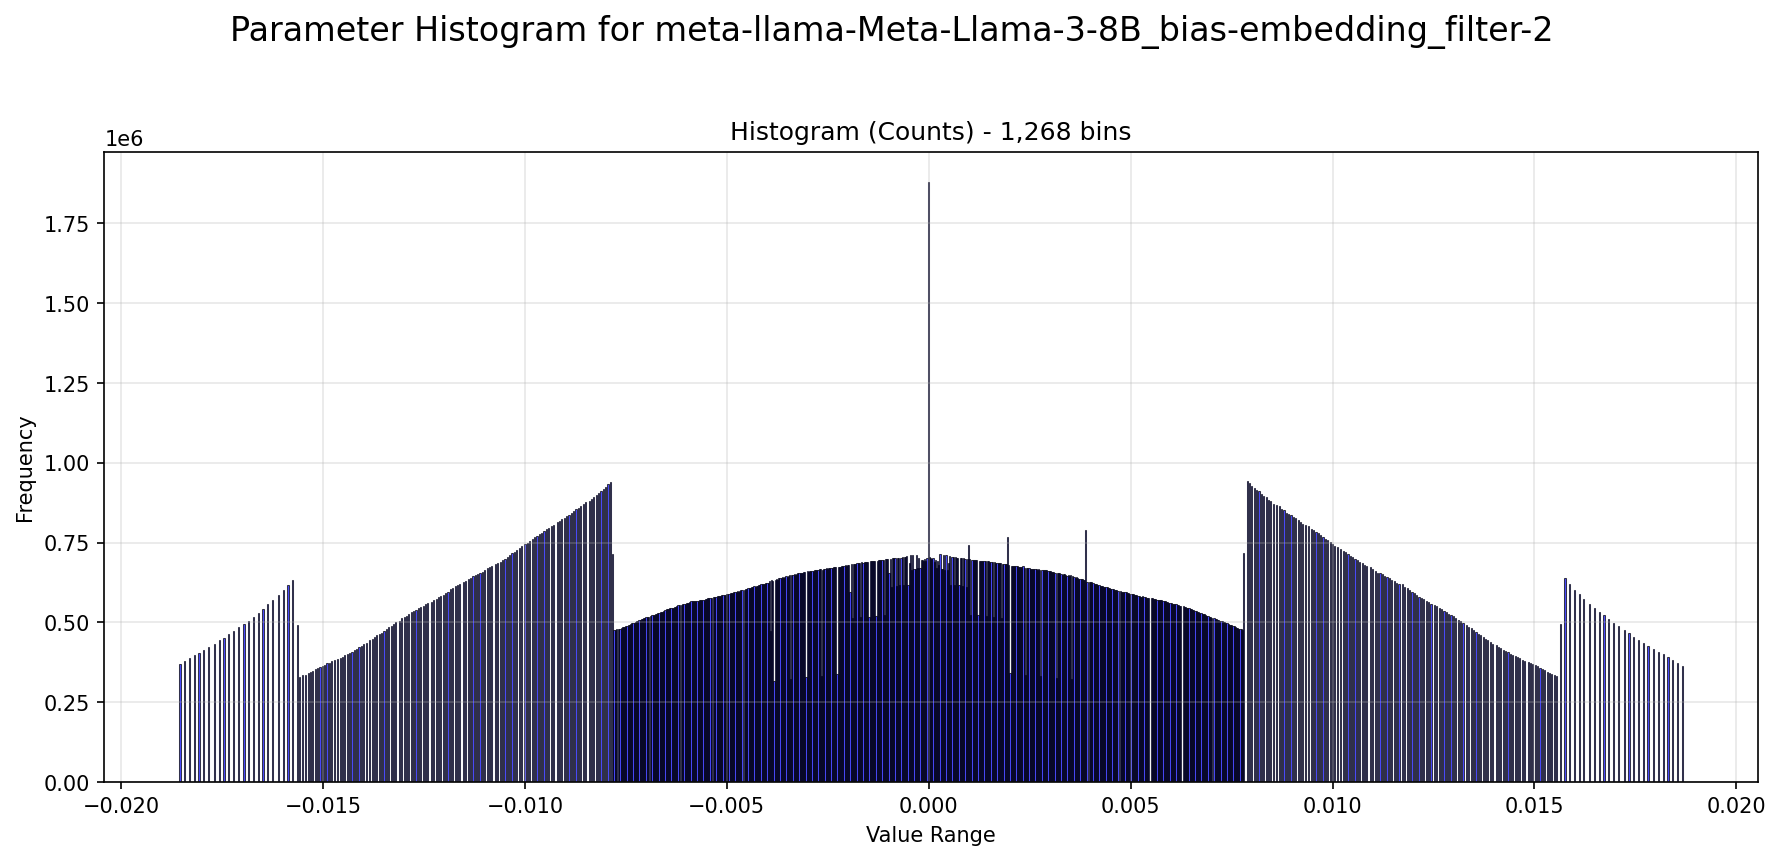 Parameter Histogram for meta-llama-Meta-Llama-3-8B_bias-embedding_filter-2
Histogram (Counts) - 1,268 bins
1e6
1.75
1.50
1.25
1.00
0.75
0.50
0.25
0.00
Frequency
−0.020 −0.015 −0.010 −0.005 0.000 0.005 0.010 0.015 0.020
Value Range